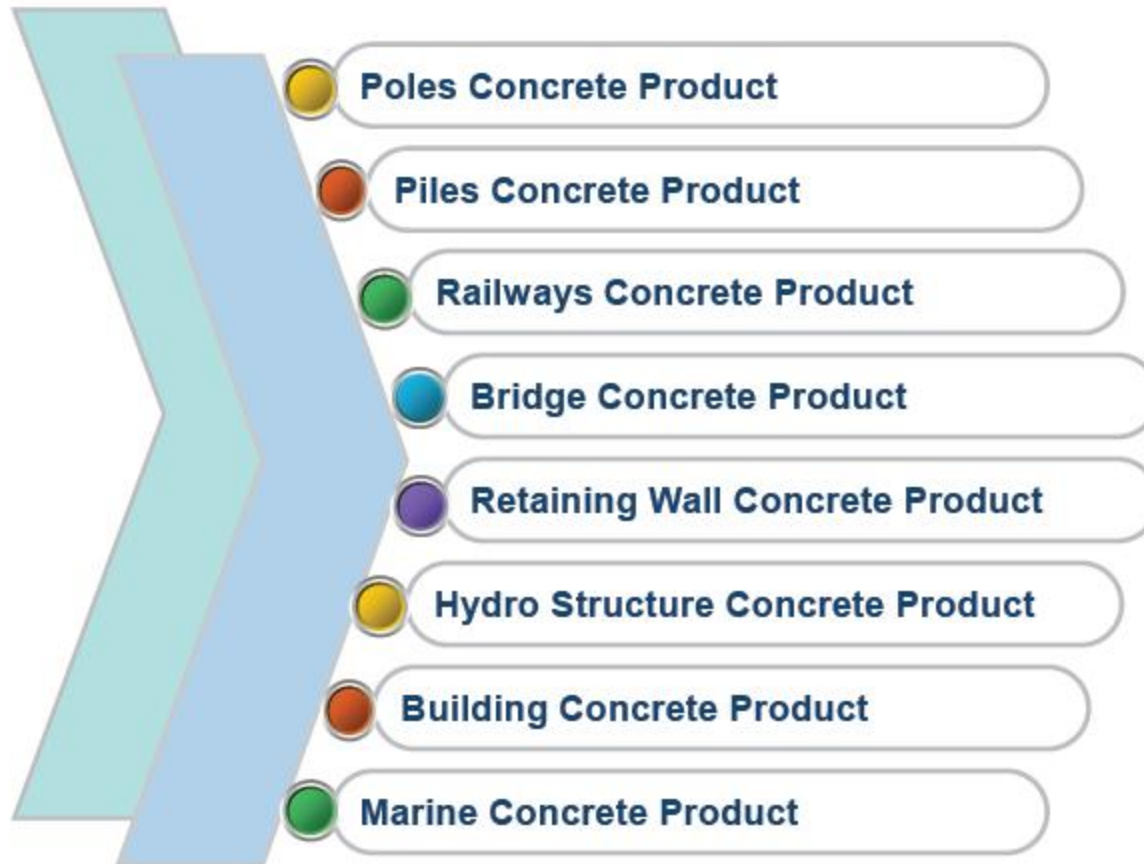 Poles Concrete Product
Piles Concrete Product
Railways Concrete Product
Bridge Concrete Product
Retaining Wall Concrete Product
Hydro Structure Concrete Product
Building Concrete Product
Marine Concrete Product